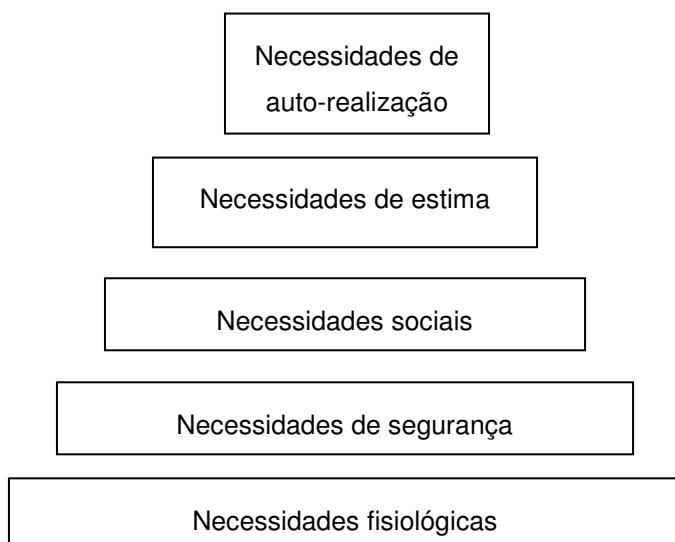 Necessidades de
auto-realização
Necessidades de estima
Necessidades sociais
Necessidades de segurança
Necessidades fisiológicas